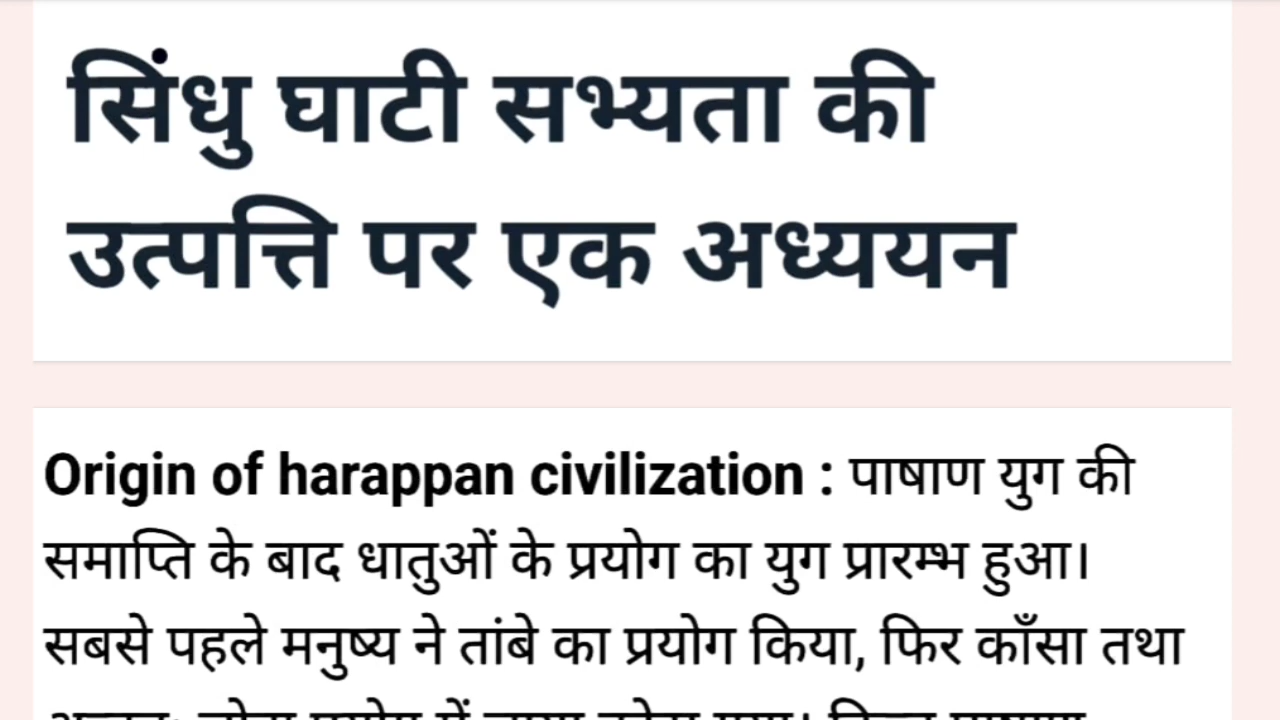 सिंधु घाटी सभ्यता की
उत्पत्ति पर एक अध्ययन
Origin of harappan civilization : पाषाण युग की
समाप्ति के बाद धातुओं के प्रयोग का युग प्रारम्भ हुआ।
सबसे पहले मनुष्य ने तांबे का प्रयोग किया, फिर काँसा तथा